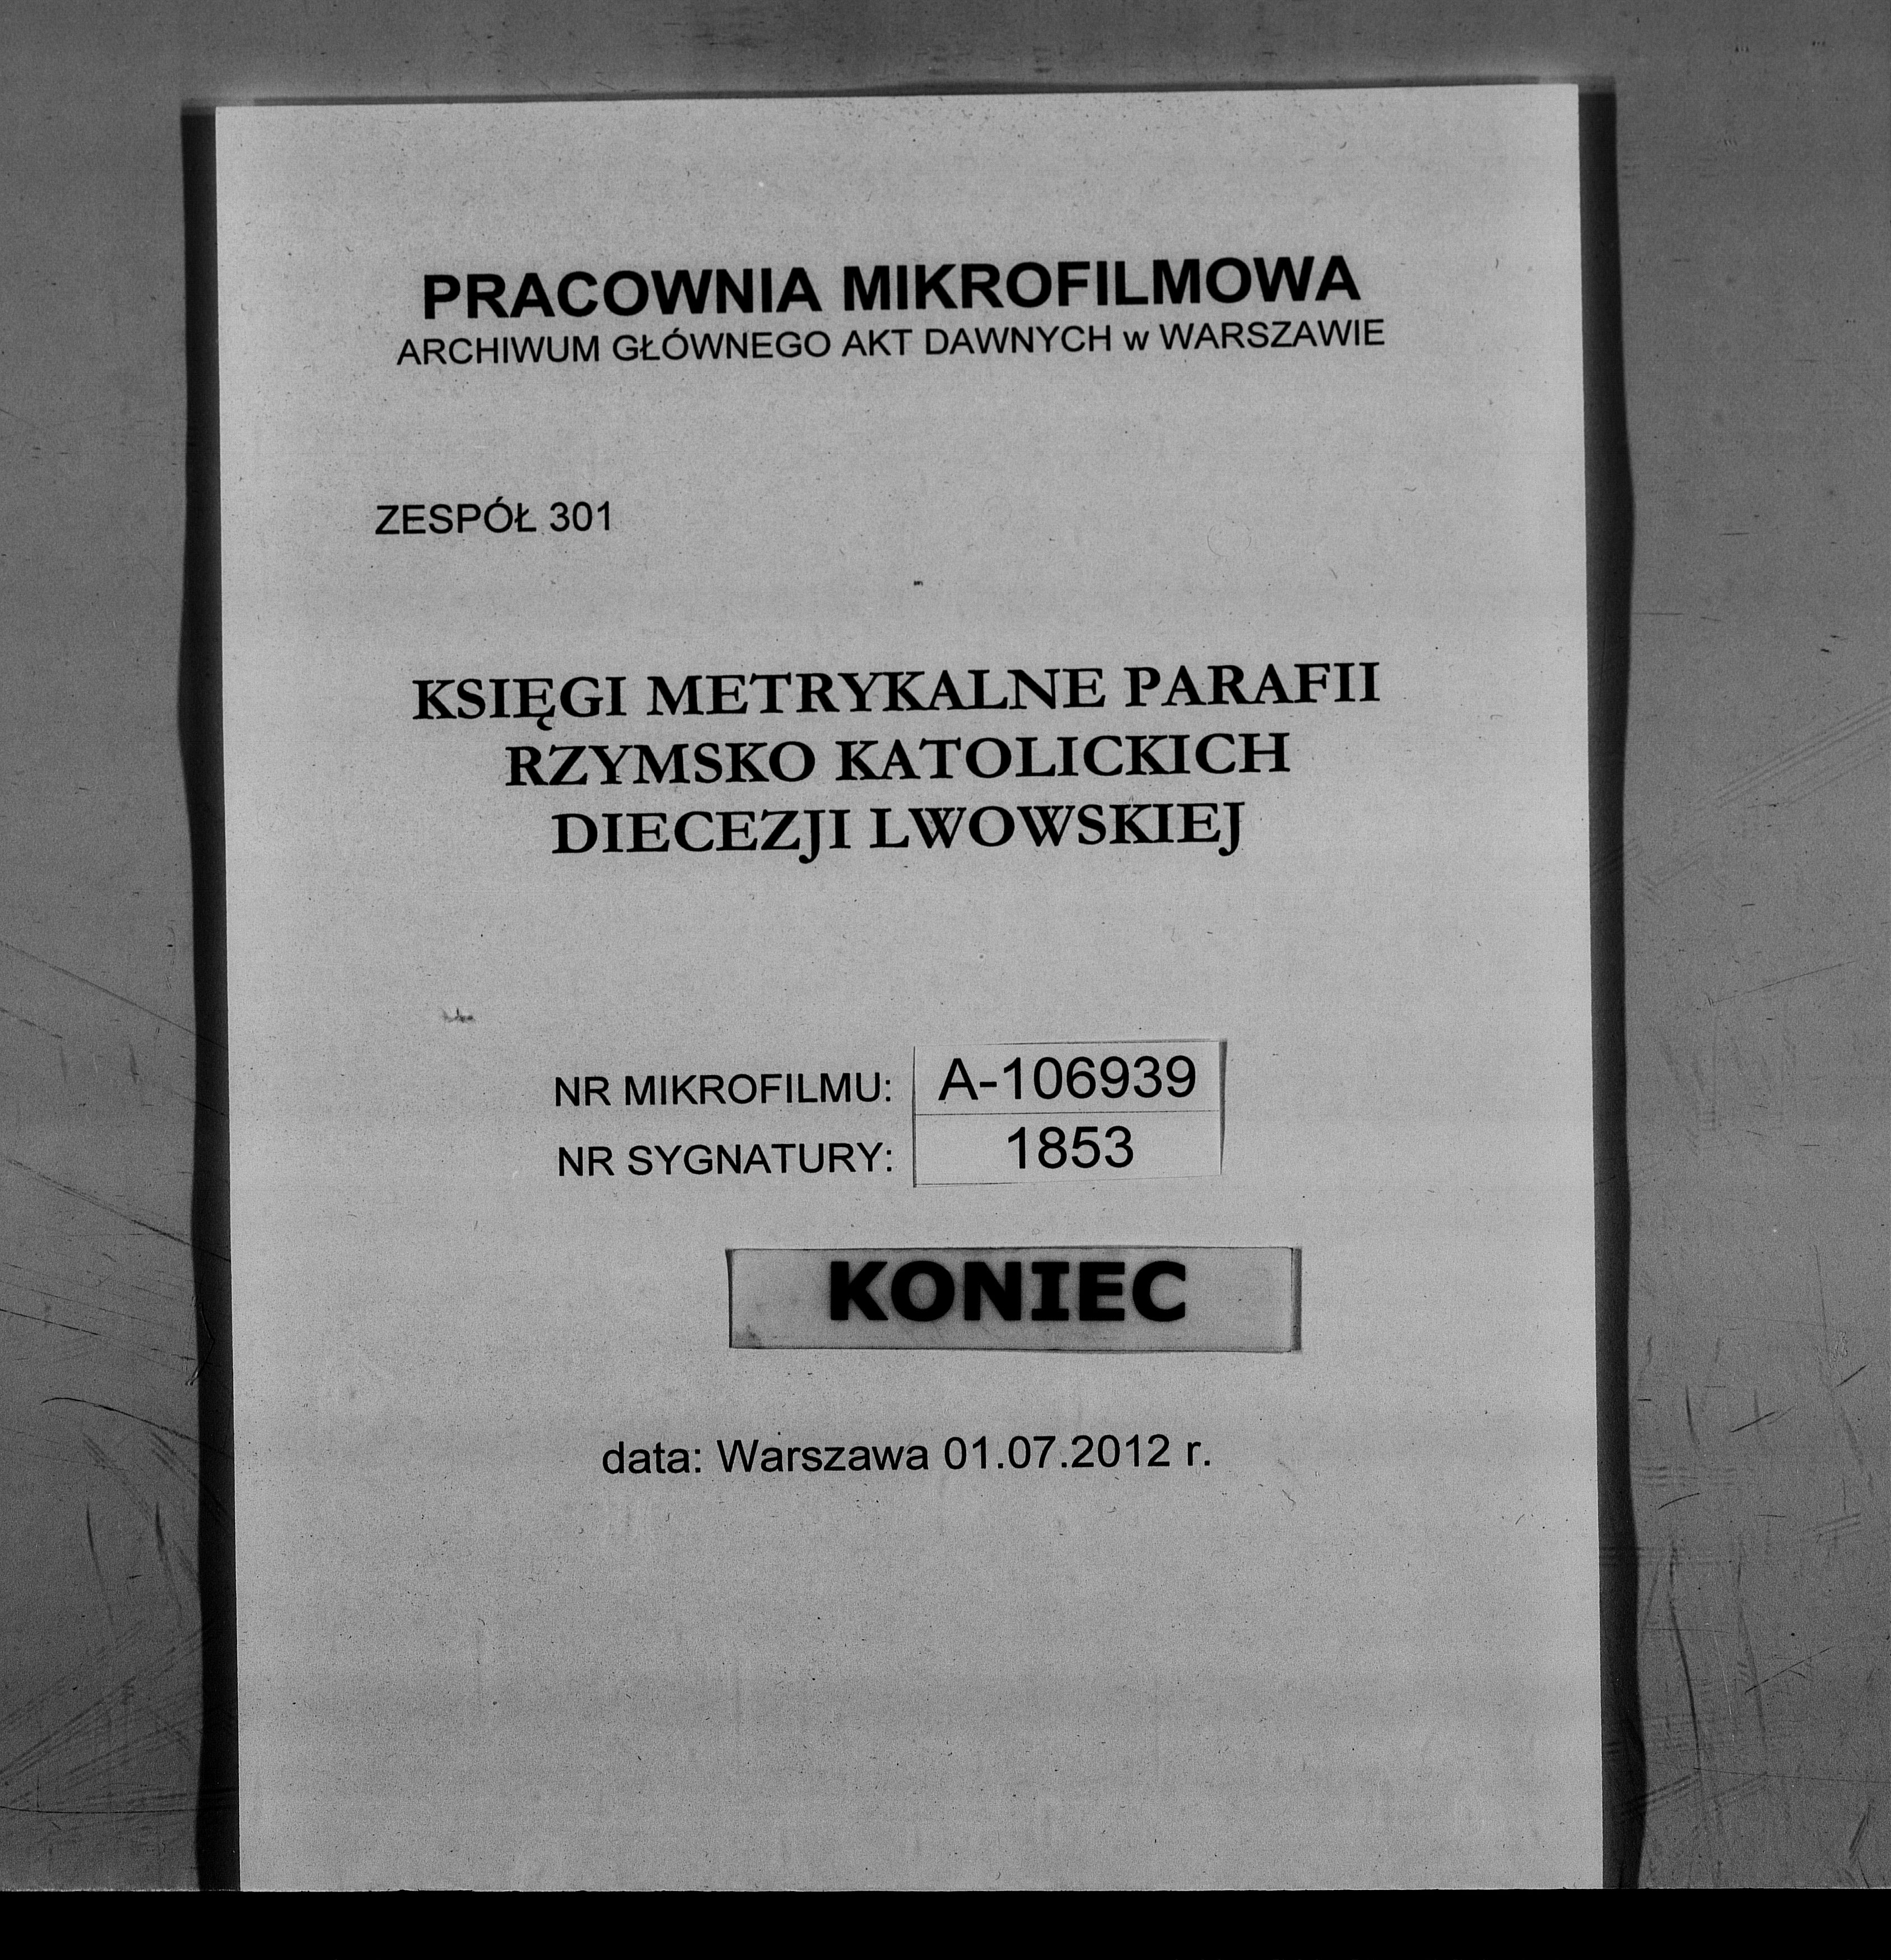 PRACOWNIA MIKROFILMOWA
ARCHIWUM GŁÓWNEGO AKT DAWNYCH w WARSZAWIE
ZESPÓŁ 301
KSIĘGI METRYKALNE PARAFII
RZYMSKO KATOLICKICH
DIECEZJI LWOWSKIEJ
NR MIKROFILMU: A-106939
NR SYGNATURY: 1853
KONIEC
data: Warszawa 01.07.2012 r.